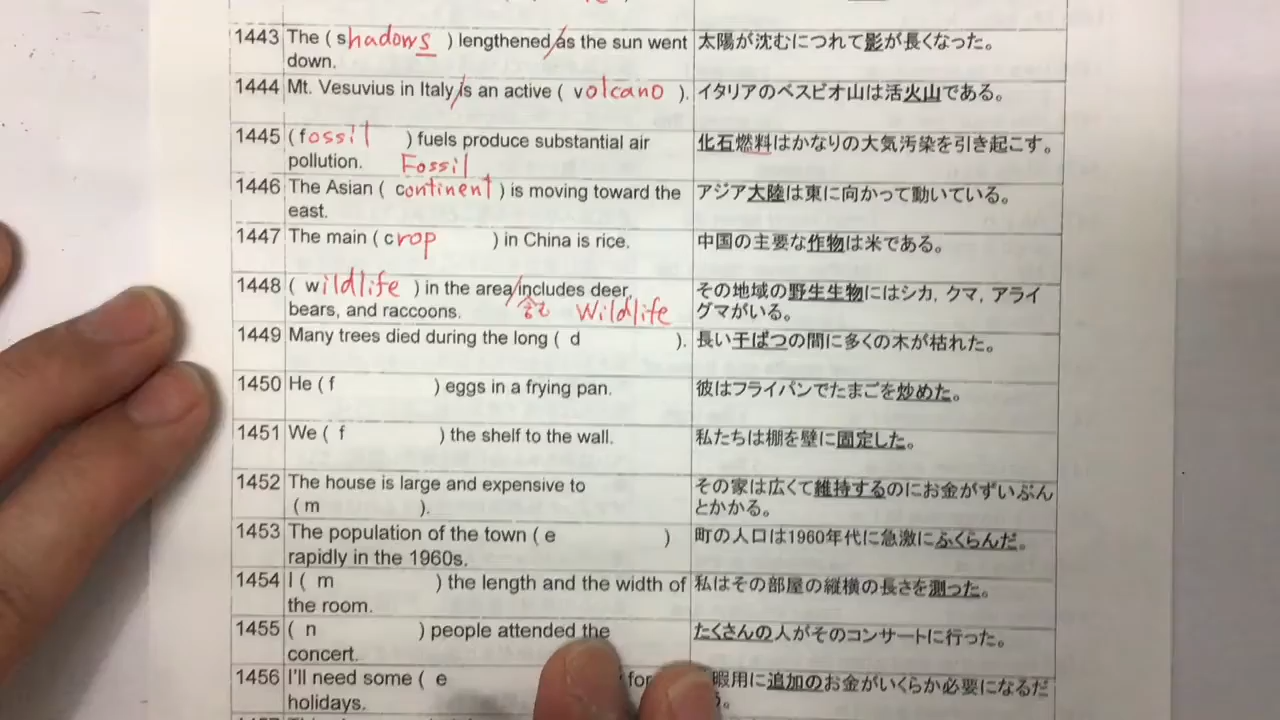 1443 The ( shadows ) lengthened as the sun went 太陽が沈むにつれて影が長くなった。
down.
1444 Mt. Vesuvius in Italy is an active ( volcano ). イタリアのベスビオ山は活火山である。
1445 ( fossil ) fuels produce substantial air 化石燃料はかなりの大気汚染を引き起こす。
pollution. Fossil
1446 The Asian ( continent ) is moving toward the アジア大陸は東に向かって動いている。
east.
1447 The main ( crop ) in China is rice. 中国の主要な作物は米である。
1448 ( wildlife ) in the area includes deer, その地域の野生生物にはシカ, クマ, アライ
bears, and raccoons. 含む Wildlife グマがいる。
1449 Many trees died during the long ( d ). 長い干ばつの間に多くの木が枯れた。
1450 He ( f ) eggs in a frying pan. 彼はフライパンでたまごを炒めた。
1451 We ( f ) the shelf to the wall. 私たちは棚を壁に固定した。
1452 The house is large and expensive to その家は広くて維持するのにお金がずいぶん
( m ). とかかる。
1453 The population of the town ( e ) 町の人口は1960年代に急激にふくらんだ。
rapidly in the 1960s.
1454 I ( m ) the length and the width of 私はその部屋の縦横の長さを測った。
the room.
1455 ( n ) people attended the たくさんの人がそのコンサートに行った。
concert.
1456 I'll need some ( e for 暇用に追加のお金がいくらか必要になるだ
holidays. う。